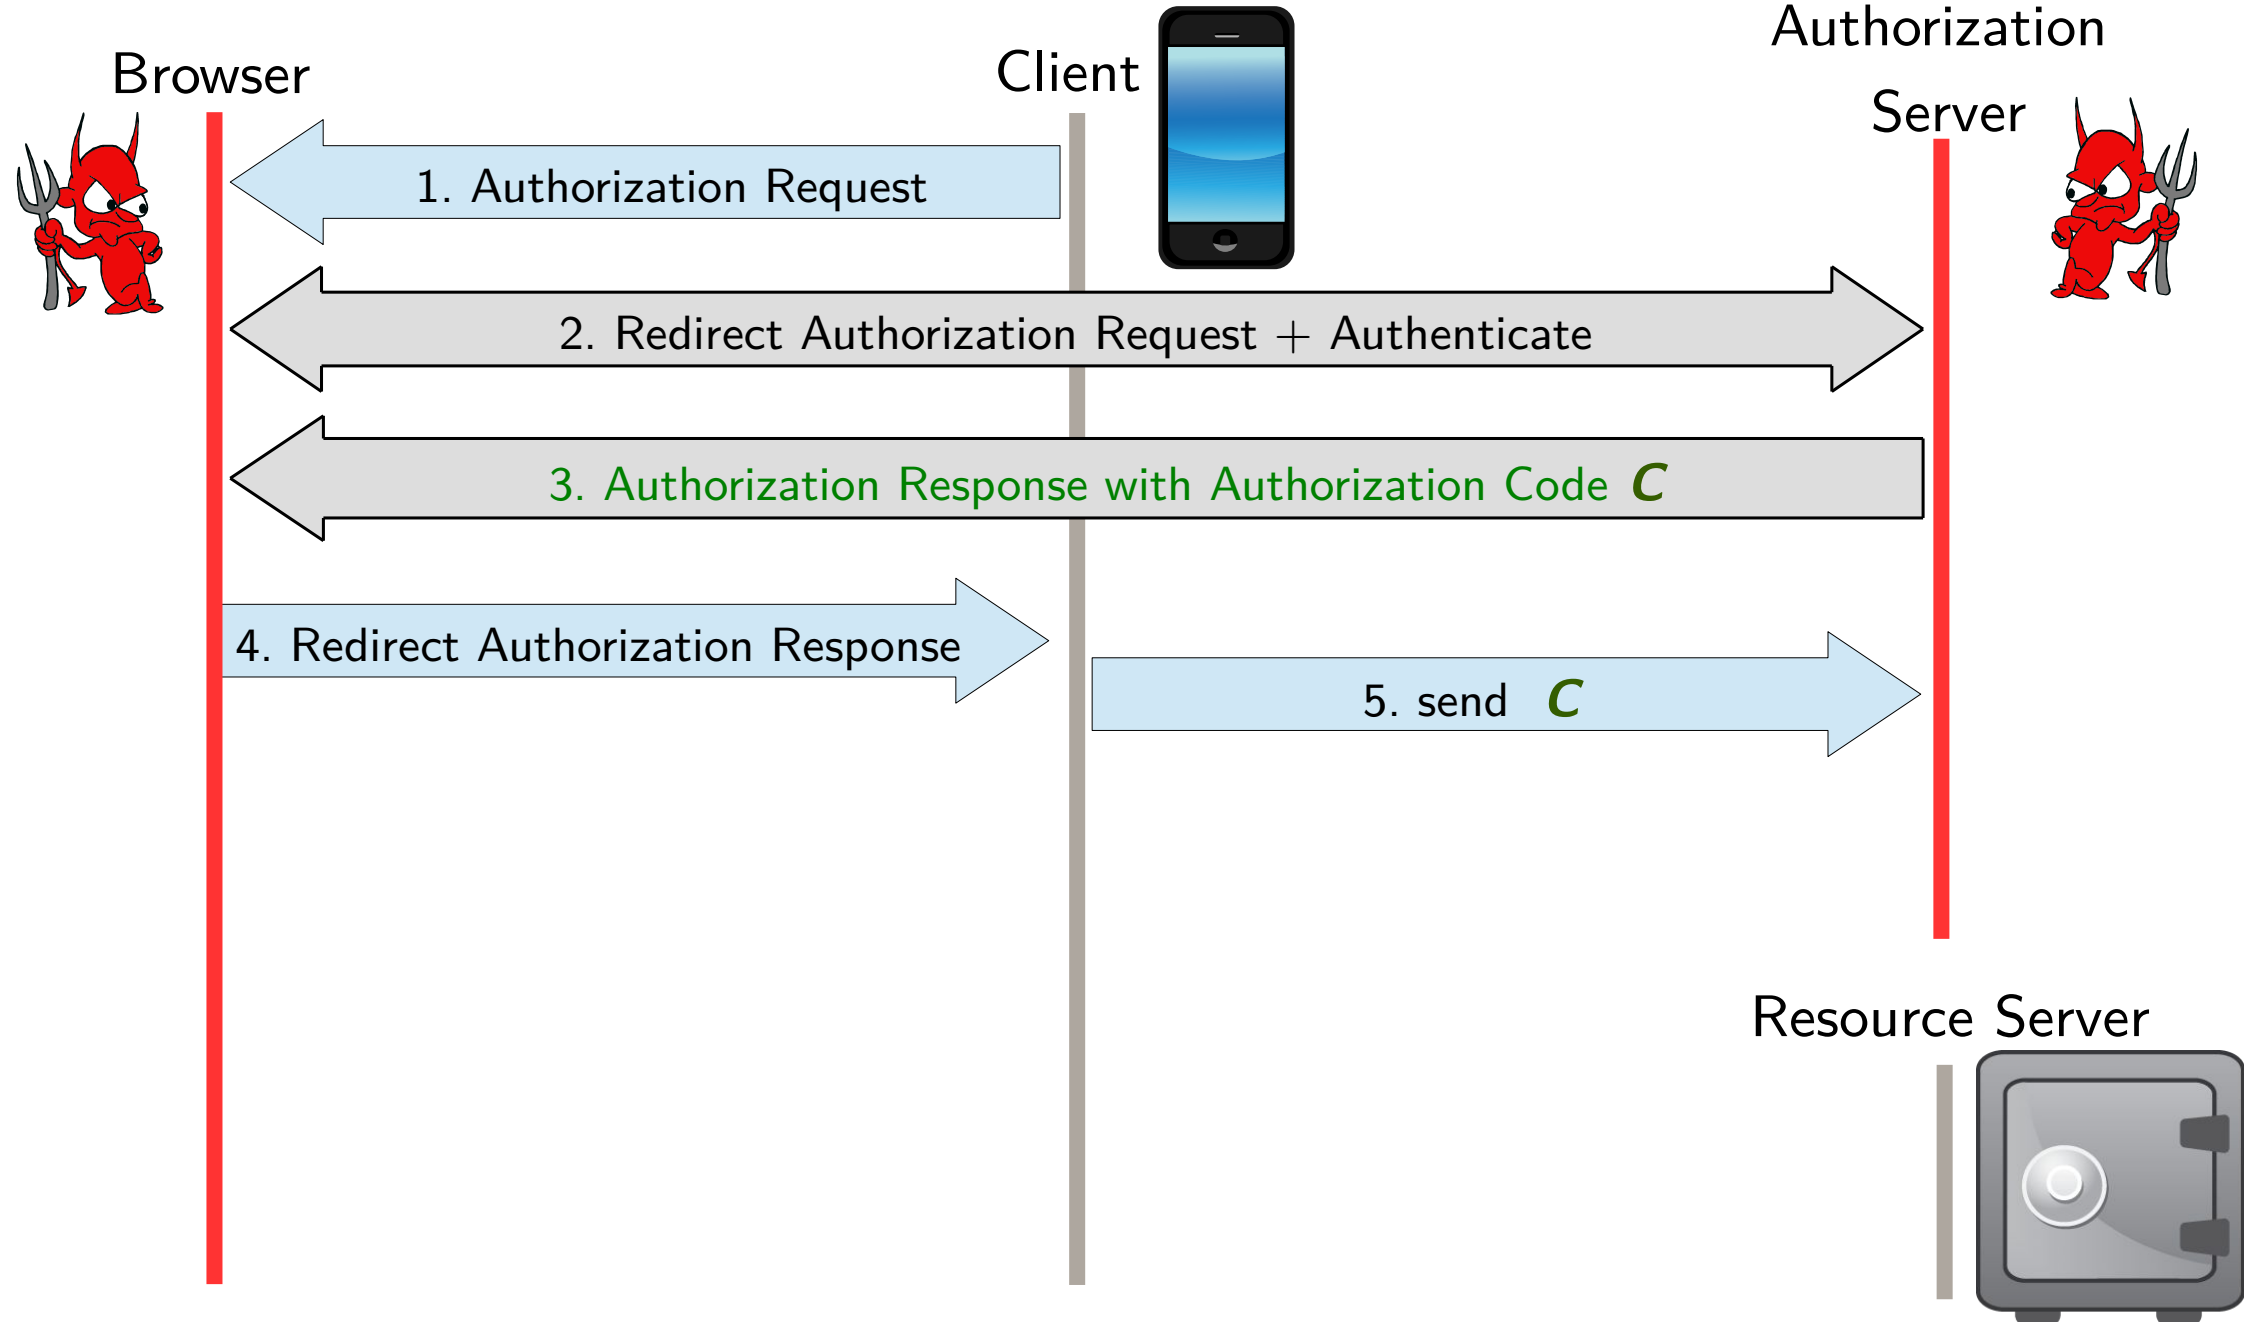 Browser
Client
Authorization
Server
1. Authorization Request
2. Redirect Authorization Request + Authenticate
3. Authorization Response with Authorization Code C
4. Redirect Authorization Response
5. send C
Resource Server